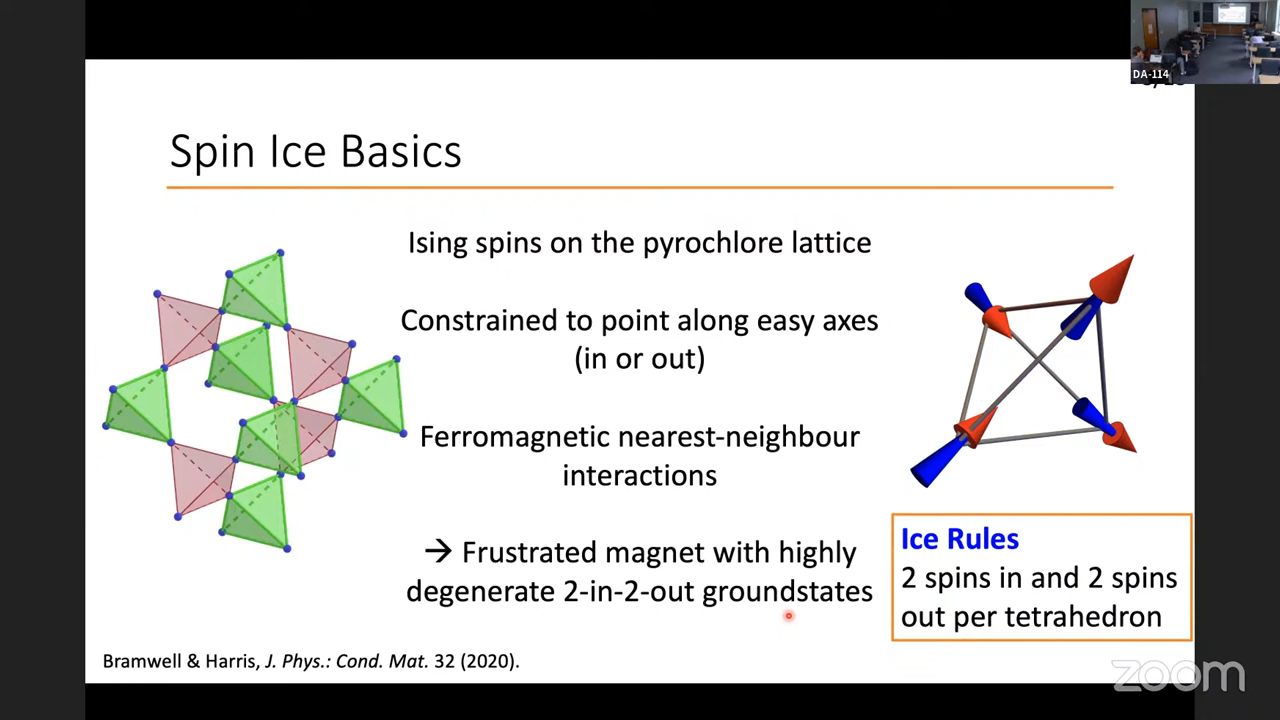 DA-114
Spin Ice Basics
Ising spins on the pyrochlore lattice
Constrained to point along easy axes
(in or out)
Ferromagnetic nearest-neighbour
interactions
→ Frustrated magnet with highly
degenerate 2-in-2-out groundstates
Ice Rules
2 spins in and 2 spins
out per tetrahedron
Bramwell & Harris, J. Phys.: Cond. Mat. 32 (2020).
zoom